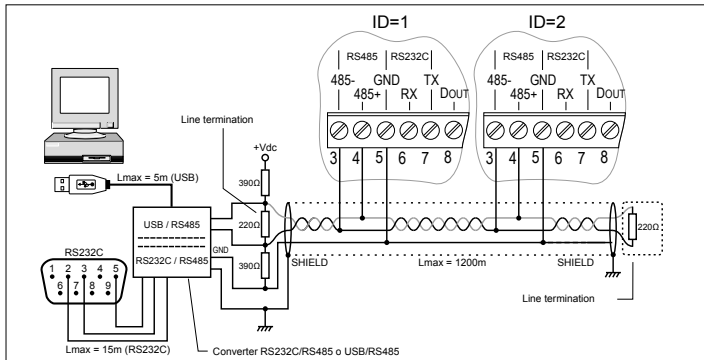 ID=1
ID=2
RS485 RS232C
485- GND TX
485+ RX DOUT
3 4 5 6 7 8
RS485 RS232C
485- GND TX
485+ RX DOUT
3 4 5 6 7 8
Line termination
+Vdc
Lmax = 5m (USB)
390Ω
220Ω
390Ω
USB / RS485
RS232C / RS485
GND
SHIELD
Lmax = 1200m
SHIELD
220Ω
Line termination
RS232C
1 2 3 4 5
6 7 8 9
Lmax = 15m (RS232C)
Converter RS232C/RS485 o USB/RS485